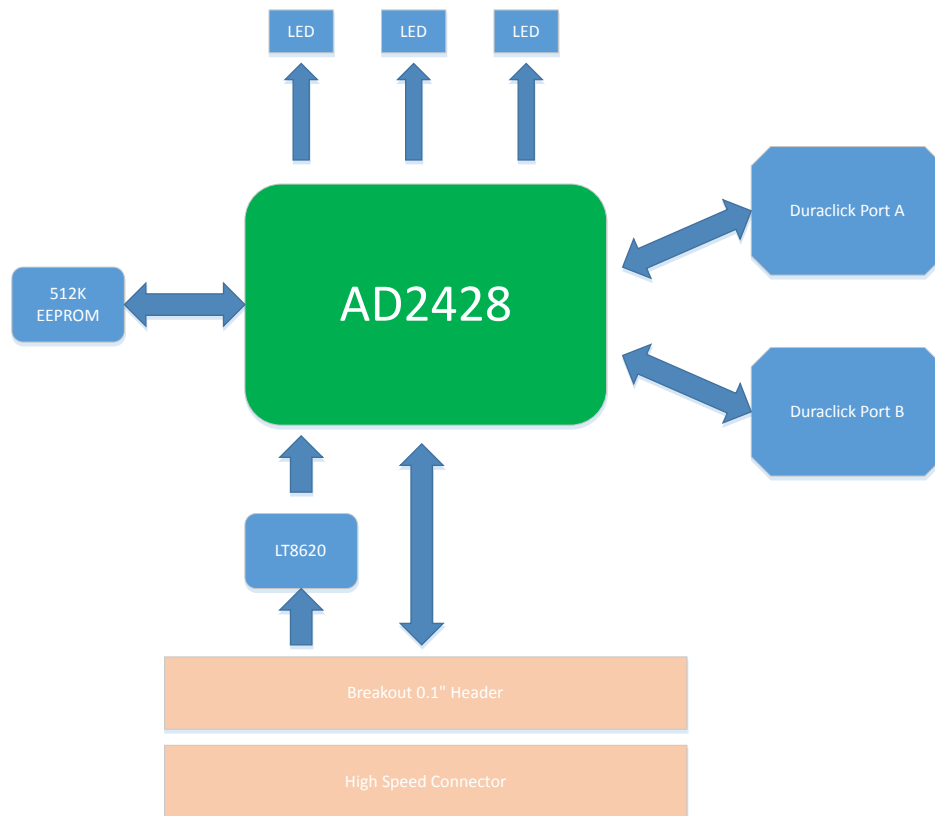 LED
LED
LED
Duraclick Port A
512K
EEPROM
AD2428
Duraclick Port B
LT8620
Breakout 0.1" Header
High Speed Connector